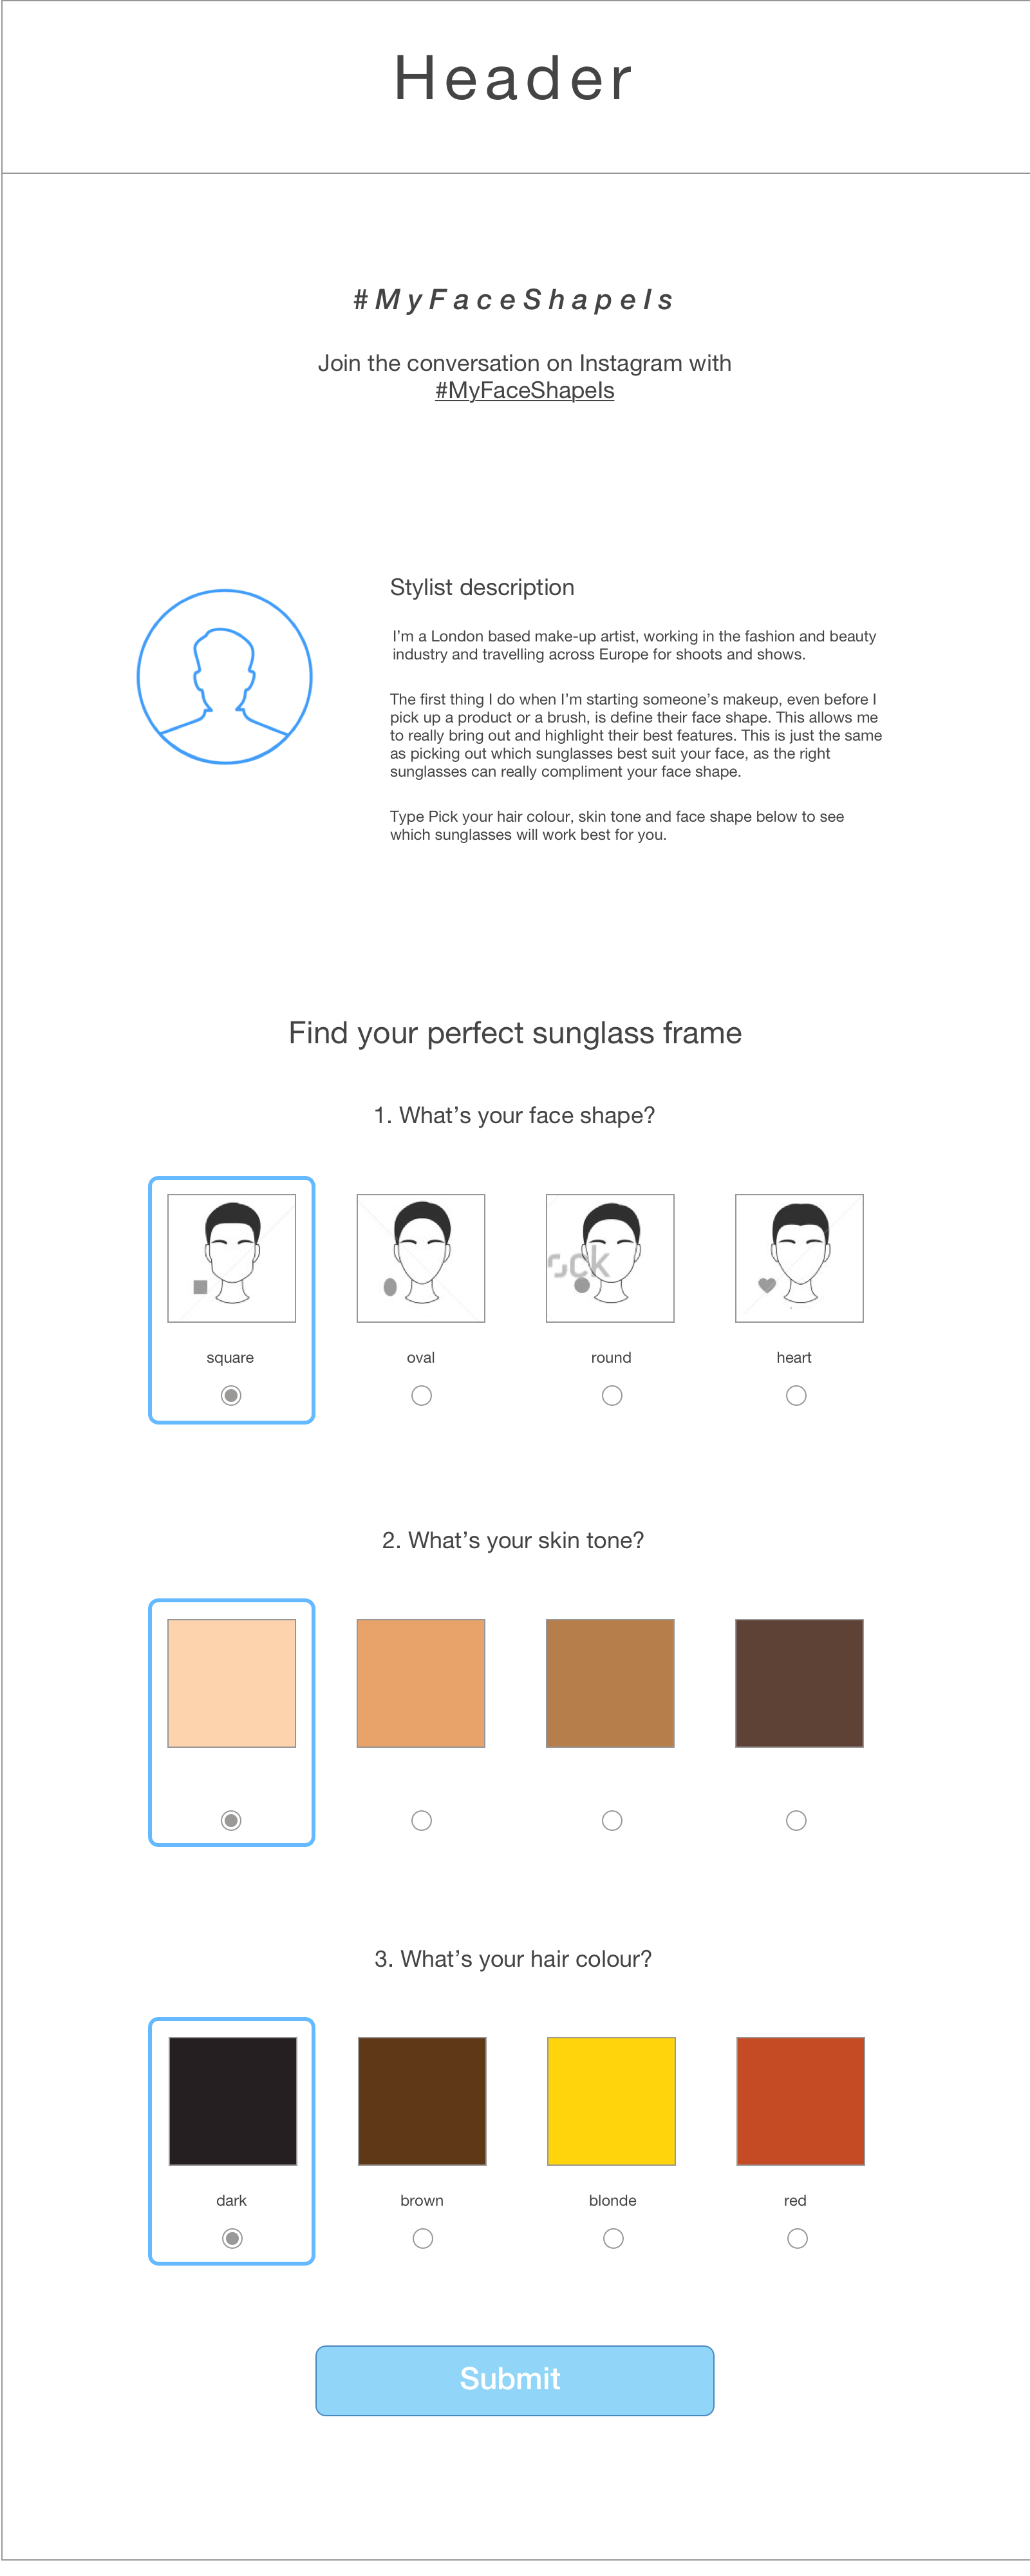 Header
#MyFaceShapeIs
Join the conversation on Instagram with
#MyFaceShapeIs
Stylist description
I’m a London based make-up artist, working in the fashion and beauty
industry and travelling across Europe for shoots and shows.
The first thing I do when I’m starting someone’s makeup, even before I
pick up a product or a brush, is define their face shape. This allows me
to really bring out and highlight their best features. This is just the same
as picking out which sunglasses best suit your face, as the right
sunglasses can really compliment your face shape.
Type Pick your hair colour, skin tone and face shape below to see
which sunglasses will work best for you.
Find your perfect sunglass frame
1. What’s your face shape?
ock
square oval round heart
2. What’s your skin tone?
3. What’s your hair colour?
dark brown blonde red
Submit